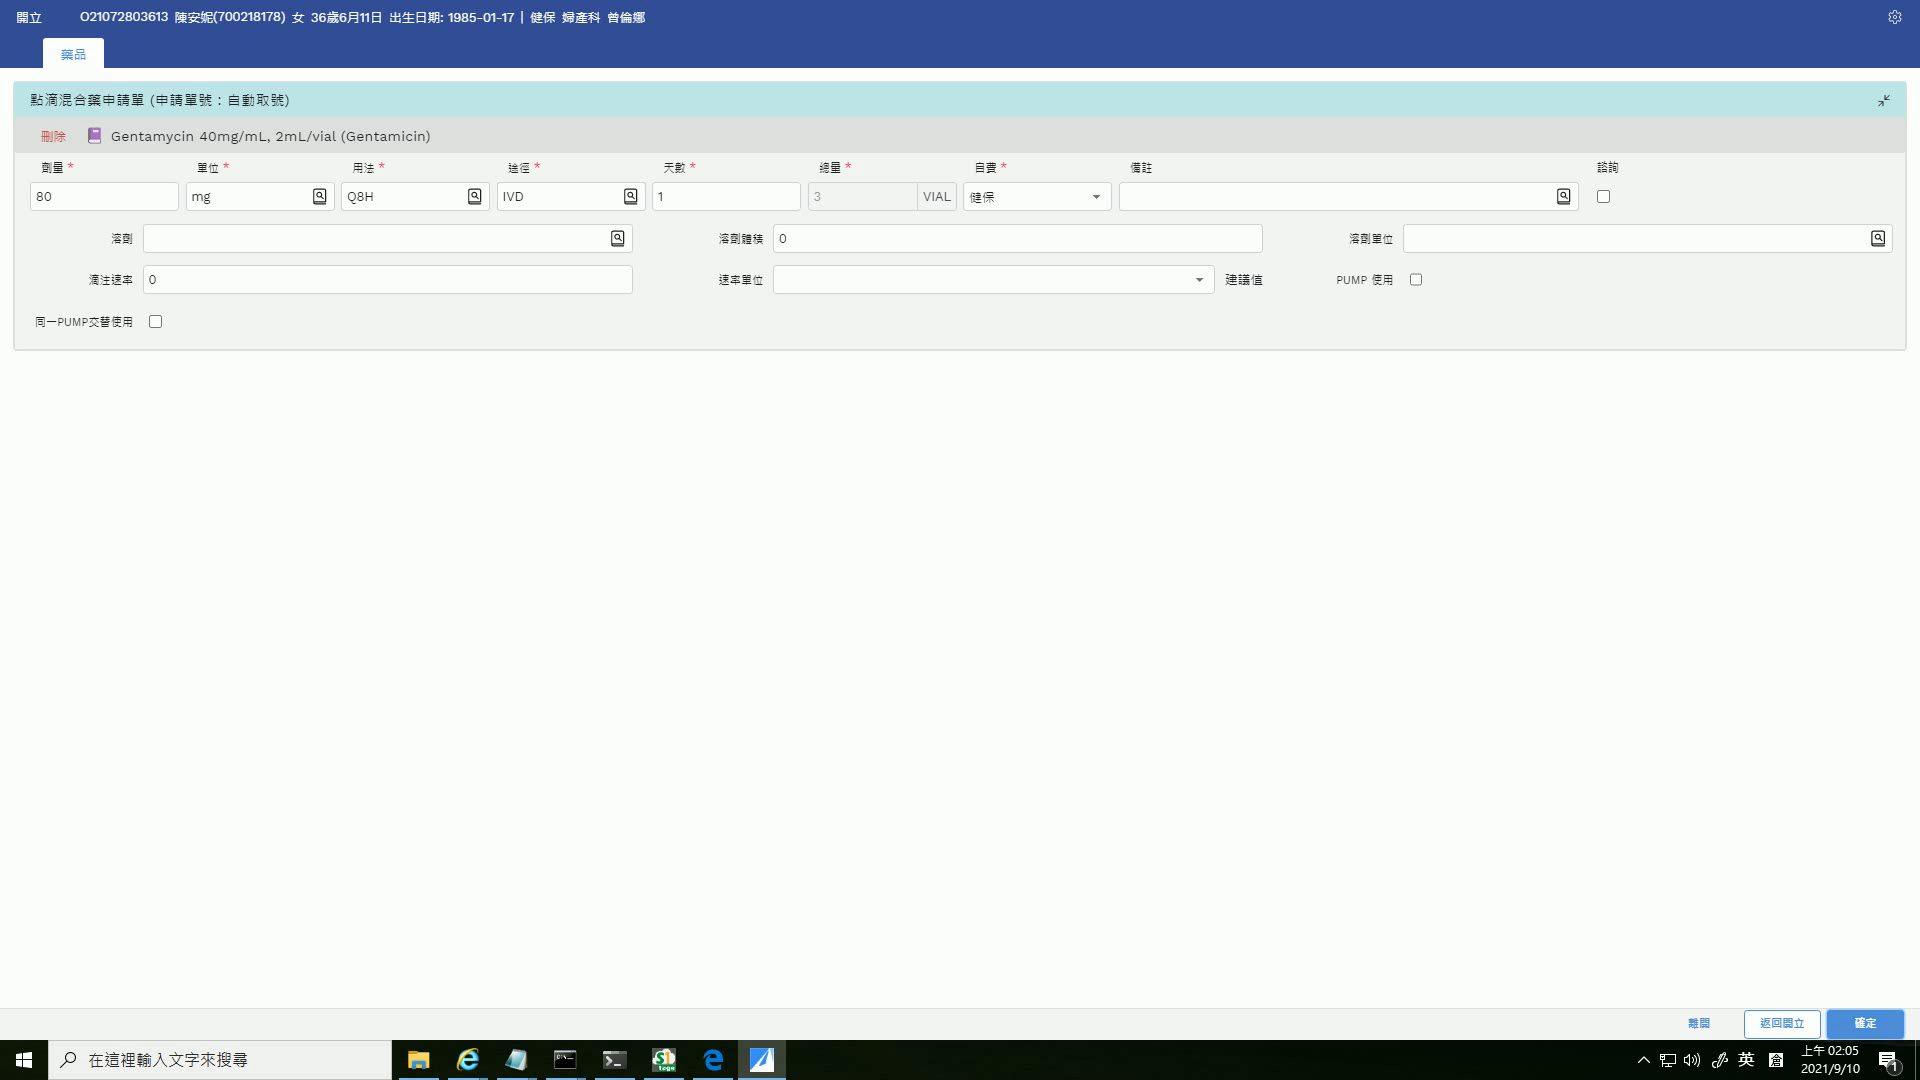 開立 O21072803613 陳安妮(700218178) 女 36歲6月11日 出生日期: 1985-01-17 | 健保 婦產科 曾倫娜
藥品
點滴混合藥申請單 (申請單號：自動取號)
刪除 Gentamycin 40mg/mL, 2mL/vial (Gentamicin)
劑量 * 單位 * 用法 * 途徑 * 天數 * 總量 * 自費 * 備註 諮詢
80 mg Q8H IVD 1 3 VIAL 健保
溶劑 溶劑體積 0 溶劑單位
滴注速率 0 速率單位 建議值 PUMP 使用
同一PUMP交替使用
離開 返回開立 確定
在這裡輸入文字來搜尋
英
上午 02:05
2021/9/10
1